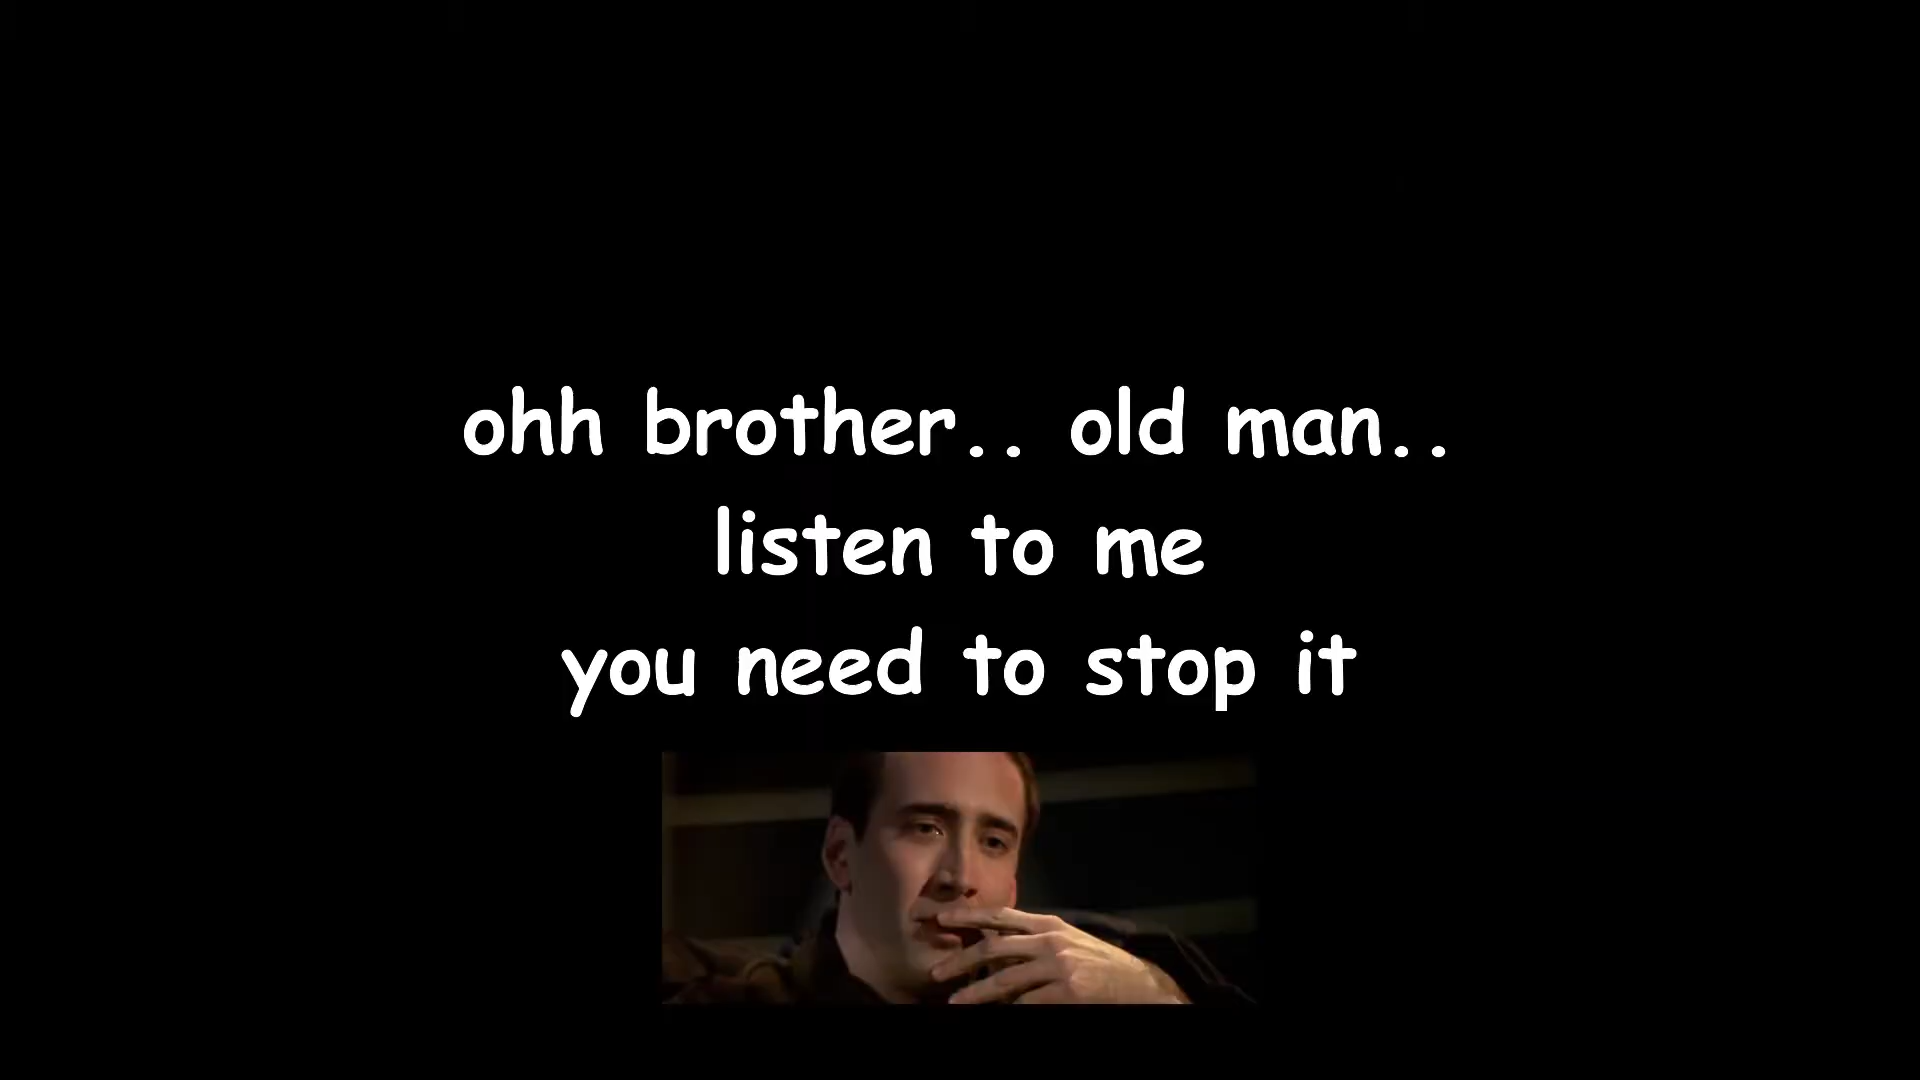 ohh brother.. old man..
listen to me
you need to stop it